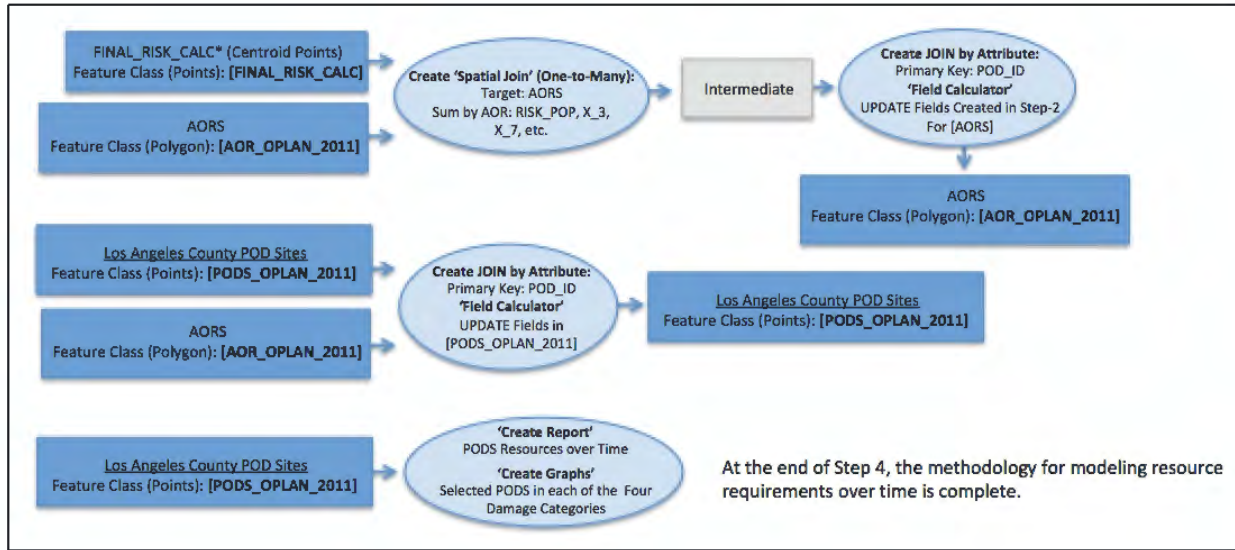 FINAL_RISK_CALC* (Centroid Points)
Feature Class (Points): [FINAL_RISK_CALC]
AORS
Feature Class (Polygon): [AOR_OPLAN_2011]
Create ‘Spatial Join’ (One-to-Many):
Target: AORS
Sum by AOR: RISK_POP, X_3,
X_7, etc.
Intermediate
Create JOIN by Attribute:
Primary Key: POD_ID
‘Field Calculator’
UPDATE Fields Created in Step-2
For [AORS]
AORS
Feature Class (Polygon): [AOR_OPLAN_2011]
Los Angeles County POD Sites
Feature Class (Points): [PODS_OPLAN_2011]
AORS
Feature Class (Polygon): [AOR_OPLAN_2011]
Create JOIN by Attribute:
Primary Key: POD_ID
‘Field Calculator’
UPDATE Fields in
[PODS_OPLAN_2011]
Los Angeles County POD Sites
Feature Class (Points): [PODS_OPLAN_2011]
Los Angeles County POD Sites
Feature Class (Points): [PODS_OPLAN_2011]
‘Create Report’
PODS Resources over Time
‘Create Graphs’
Selected PODS in each of the Four
Damage Categories
At the end of Step 4, the methodology for modeling resource
requirements over time is complete.